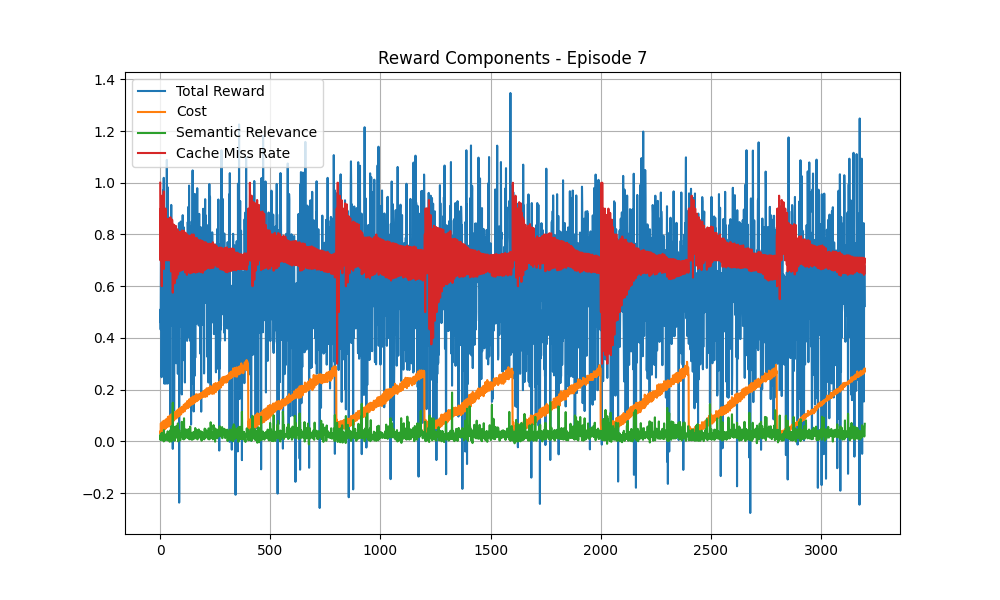 Reward Components - Episode 7
1.4
1.2
1.0
0.8
0.6
0.4
0.2
0.0
−0.2
Total Reward
Cost
Semantic Relevance
Cache Miss Rate
0 500 1000 1500 2000 2500 3000